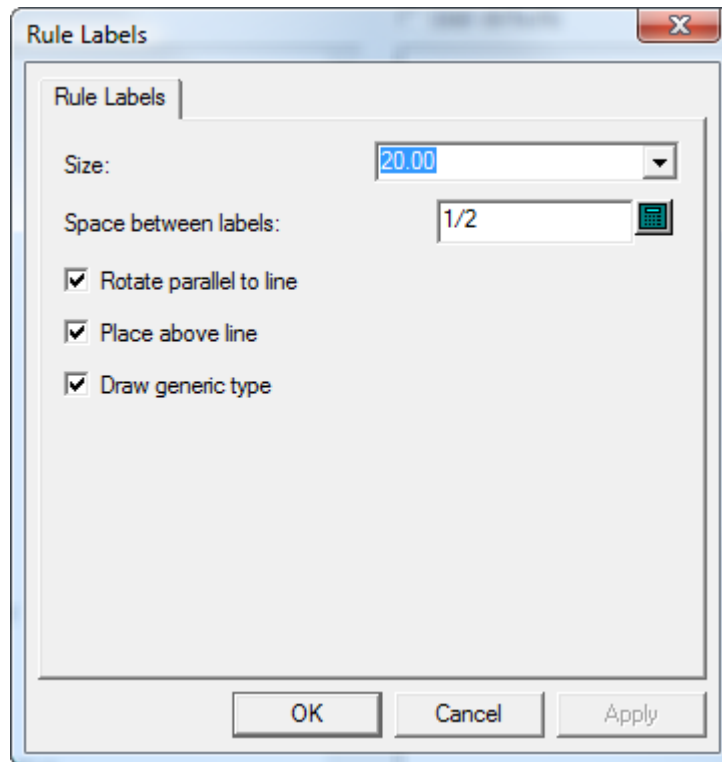 Rule Labels
Rule Labels
Size: 20.00
Space between labels: 1/2
Rotate parallel to line
Place above line
Draw generic type
OK Cancel Apply